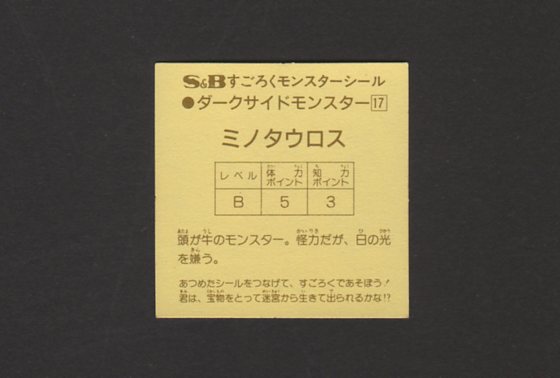 S&Bすごろくモンスターシール
●ダークサイドモンスター17
ミノタウロス
レベル 体力ポイント 知力ポイント
B 5 3
頭が牛のモンスター。怪力だが、日の光
を嫌う。
あつめたシールをつなげて、すごろくであそぼう!
君は、宝物をとって迷宮から生きて出られるかな!?